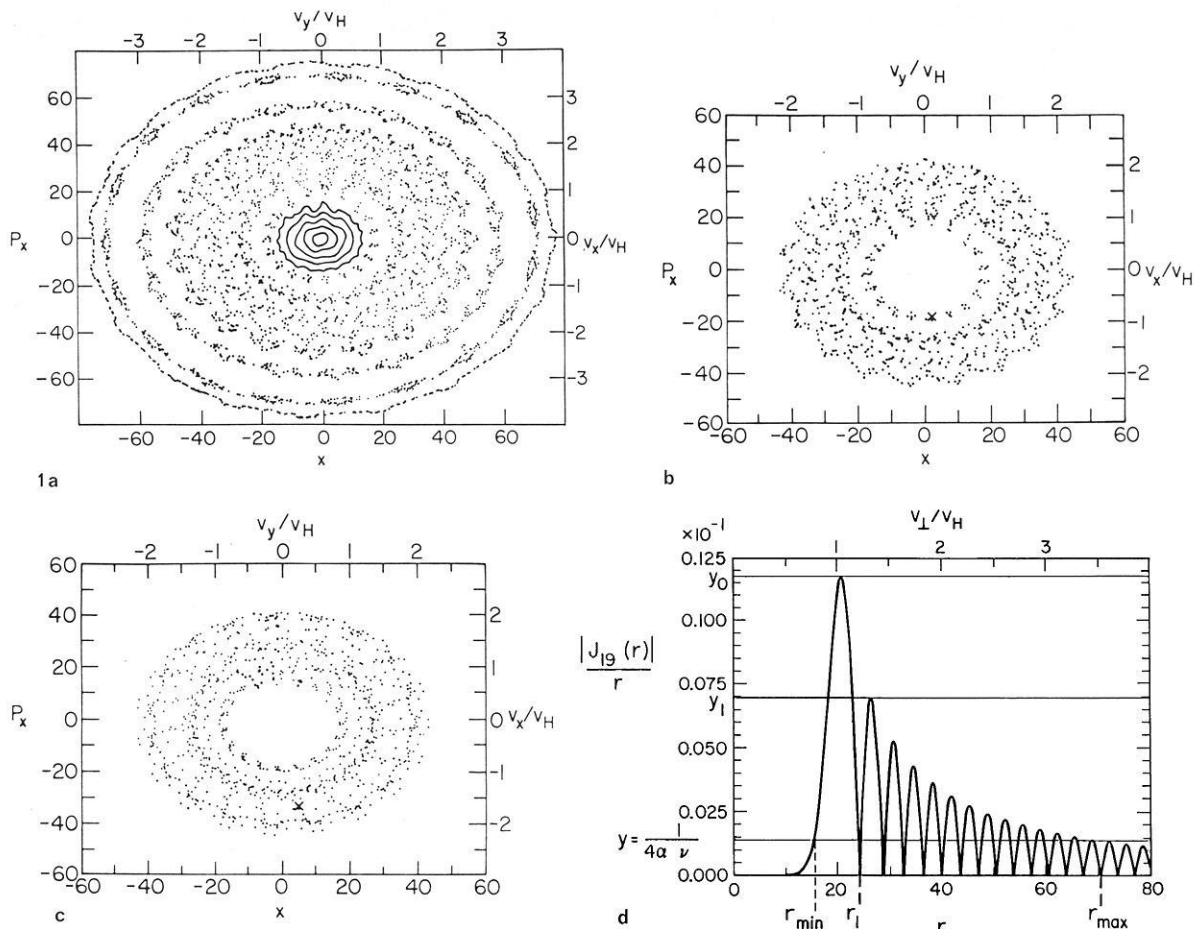 v_y/v_H
-3 -2 -1 0 1 2 3
60
40
20
P_x 0
-20
-40
-60
3
2
1
0 v_x/v_H
-1
-2
-3
-60 -40 -20 0 20 40 60
x
1a
v_y/v_H
-2 -1 0 1 2
60
40
20
P_x 0
-20
-40
-60
2
1
0 v_x/v_H
-1
-2
-60 -40 -20 0 20 40 60
x
b
v_y/v_H
-2 -1 0 1 2
60
40
20
P_x 0
-20
-40
-60
2
1
0 v_x/v_H
-1
-2
-60 -40 -20 0 20 40 60
x
c
v_⊥/v_H
×10^-1
1 2 3
0.125
y_0
0.100
|J_19 (r)|/r
0.075
y_1
0.050
0.025
y = 1/4α ν
0.000
0 20 40 60 80
r_min r_1 r r_max
d